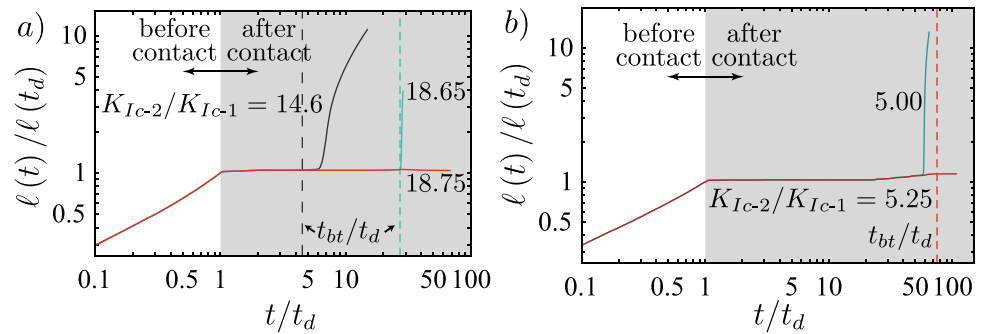 a)
before after
contact contact
K_{Ic-2}/K_{Ic-1} = 14.6
18.65
18.75
t_{bt}/t_d
ℓ(t)/ℓ(t_d)
10
5
1
0.5
0.1 0.5 1 5 10 50 100
t/t_d
b)
before after
contact contact
5.00
K_{Ic-2}/K_{Ic-1} = 5.25
t_{bt}/t_d
ℓ(t)/ℓ(t_d)
10
5
1
0.5
0.1 0.5 1 5 10 50 100
t/t_d